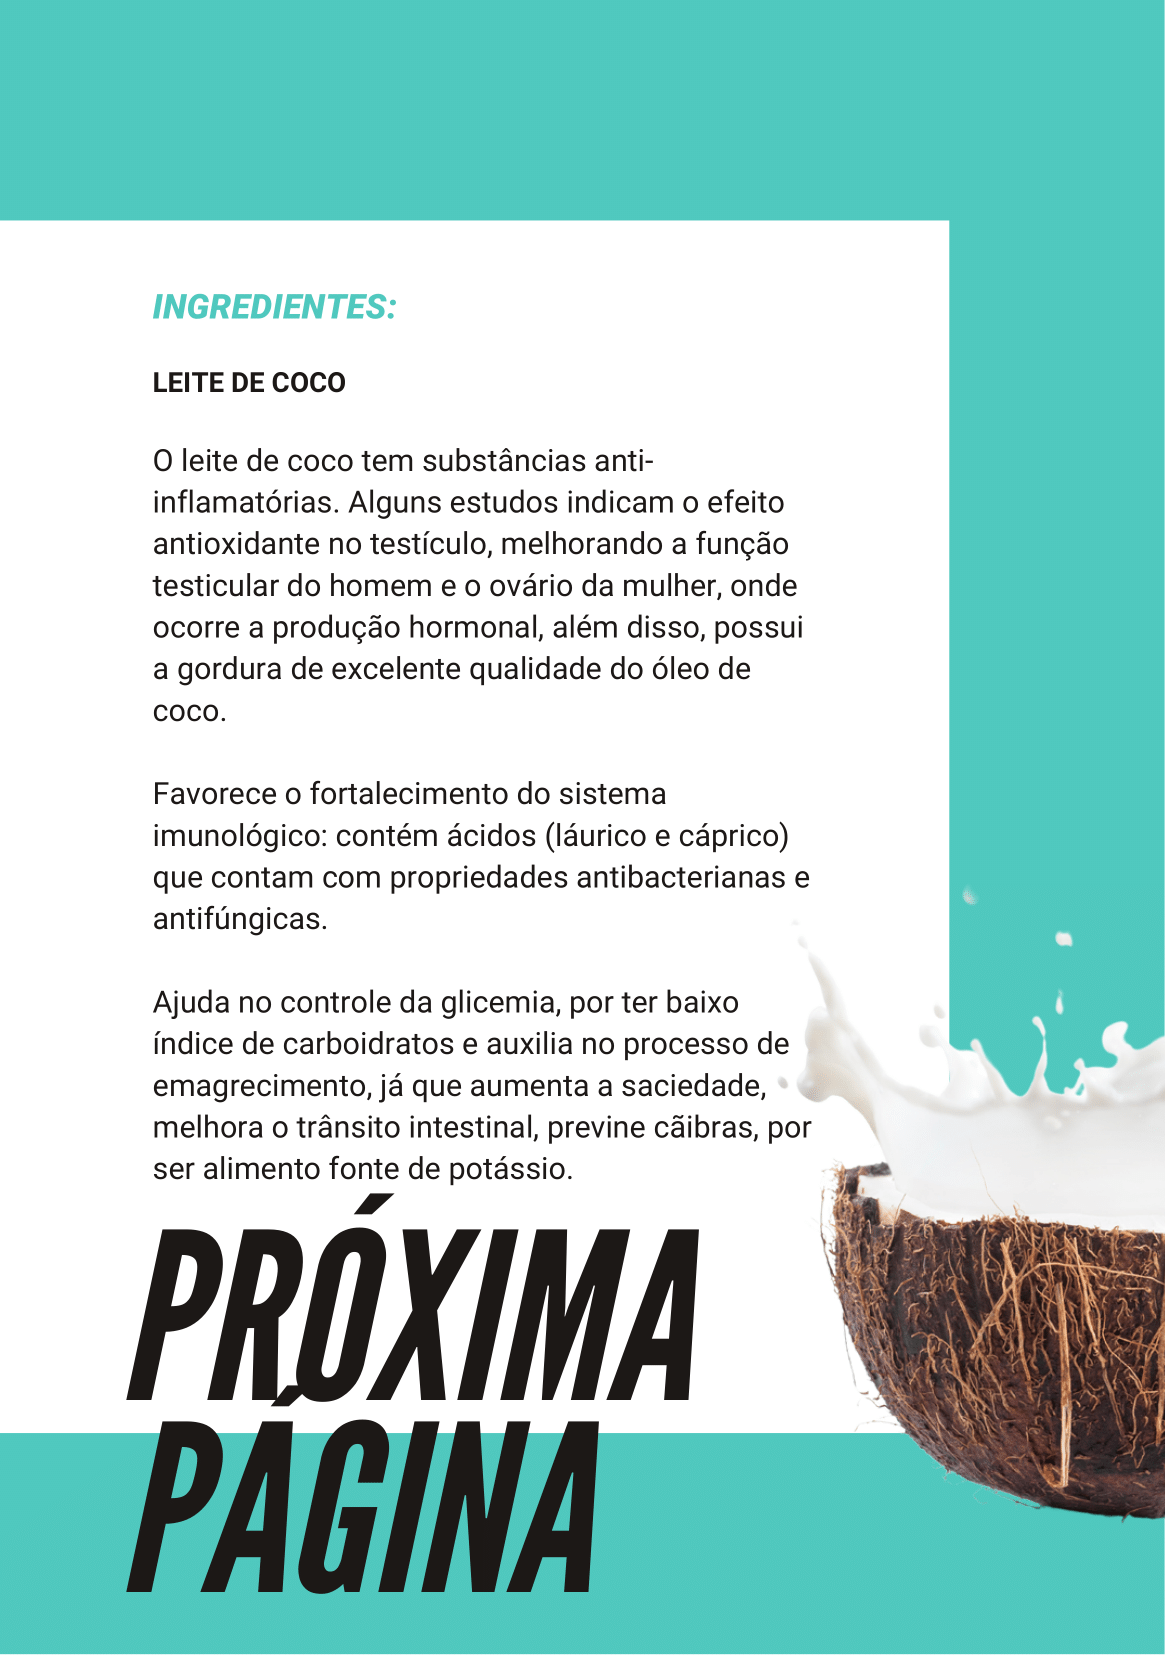 INGREDIENTES:
LEITE DE COCO
O leite de coco tem substâncias anti-
inflamatórias. Alguns estudos indicam o efeito
antioxidante no testículo, melhorando a função
testicular do homem e o ovário da mulher, onde
ocorre a produção hormonal, além disso, possui
a gordura de excelente qualidade do óleo de
coco.
Favorece o fortalecimento do sistema
imunológico: contém ácidos (láurico e cáprico)
que contam com propriedades antibacterianas e
antifúngicas.
Ajuda no controle da glicemia, por ter baixo
índice de carboidratos e auxilia no processo de
emagrecimento, já que aumenta a saciedade,
melhora o trânsito intestinal, previne cãibras, por
ser alimento fonte de potássio.
PRÓXIMA
PÁGINA